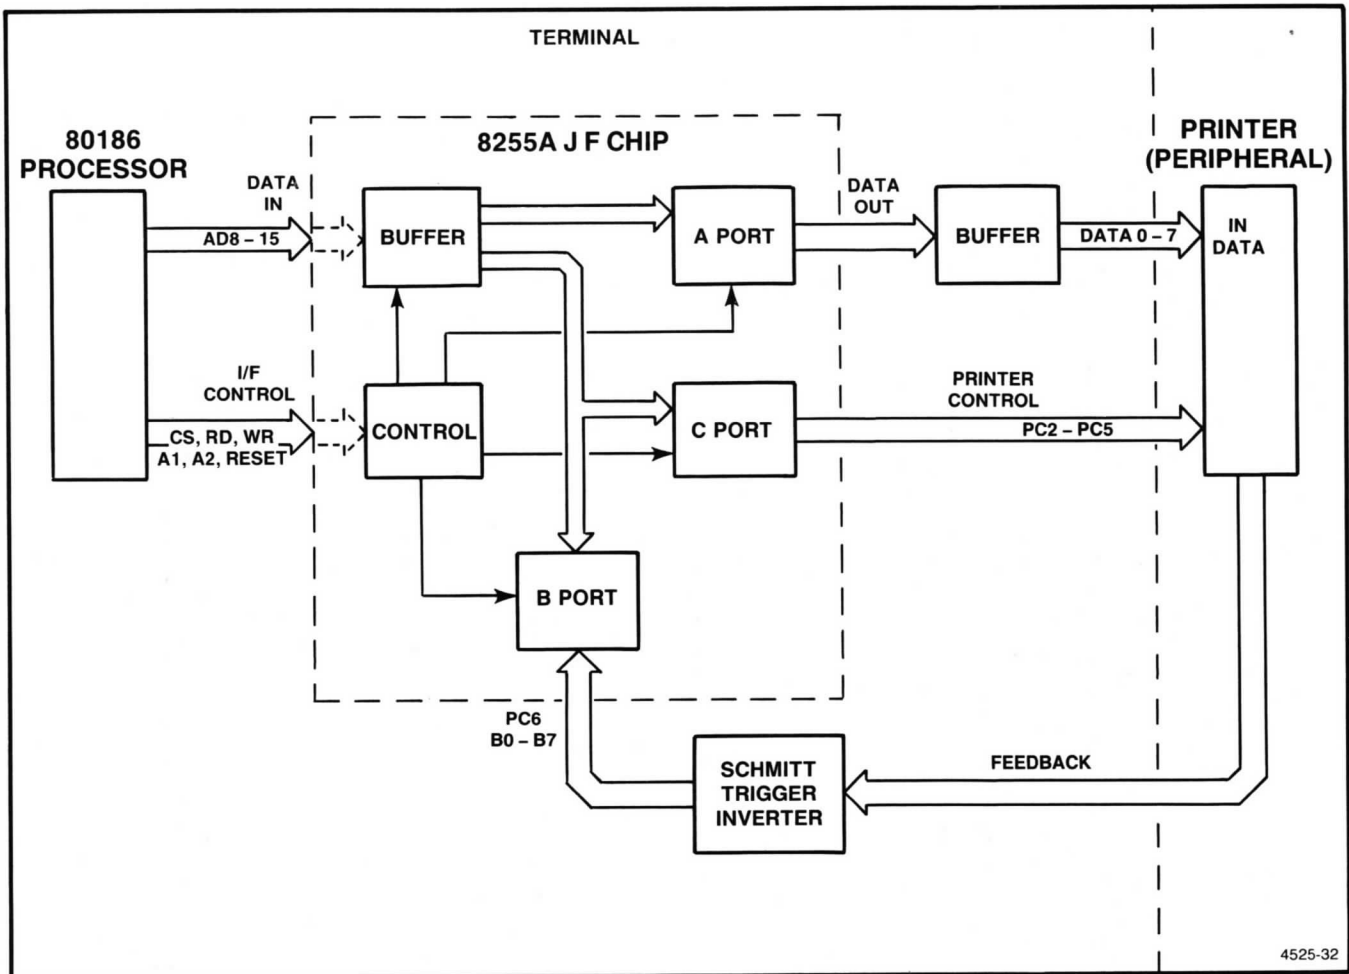 TERMINAL
80186
PROCESSOR
8255A J F CHIP
PRINTER
(PERIPHERAL)
DATA
IN
AD8 – 15
BUFFER
A PORT
DATA
OUT
BUFFER
DATA 0 – 7
IN
DATA
I/F
CONTROL
CS, RD, WR
A1, A2, RESET
CONTROL
C PORT
PRINTER
CONTROL
PC2 – PC5
B PORT
PC6
B0 – B7
SCHMITT
TRIGGER
INVERTER
FEEDBACK
4525-32